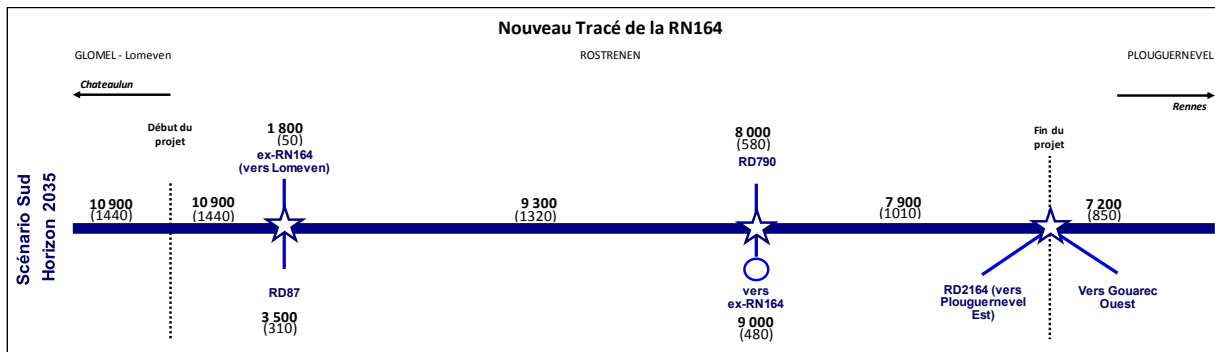 Nouveau Tracé de la RN164
GLOMEL - Lomeven
ROSTRENEN
PLOUGUERNEVEL
Chateaulun
Rennes
Début du
projet
1 800
(50)
ex-RN164
(vers Lomeven)
8 000
(580)
RD790
Fin du
projet
Scénario Sud
Horizon 2035
10 900
(1440)
10 900
(1440)
9 300
(1320)
7 900
(1010)
7 200
(850)
RD87
3 500
(310)
vers
ex-RN164
9 000
(480)
RD2164 (vers
Plouguernevel
Est)
Vers Gouarec
Ouest